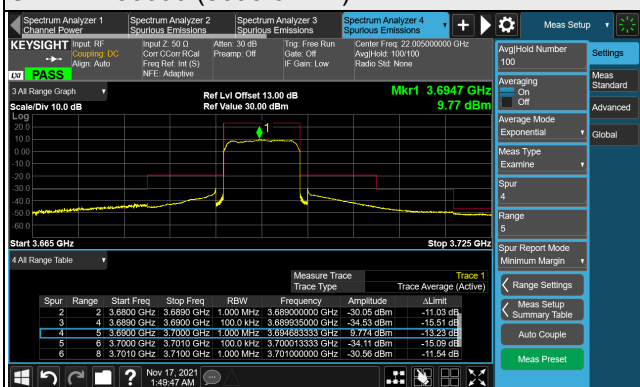 Spectrum Analyzer 1
Channel Power
Spectrum Analyzer 2
Spurious Emissions
Spectrum Analyzer 3
Spurious Emissions
Spectrum Analyzer 4
Spurious Emissions
Meas Setup
KEYSIGHT
LXI PASS
Input: RF
Coupling: DC
Align: Auto
Input Z: 50 Ω
Corr CCorr RCal
Freq Ref: Int (S)
NFE: Adaptive
Atten: 30 dB
Preamp: Off
Trig: Free Run
Gate: Off
IF Gain: Low
Center Freq: 22.005000000 GHz
Avg|Hold: 100/100
Radio Std: None
3 All Range Graph
Scale/Div 10.0 dB
Ref Lvl Offset 13.00 dB
Ref Value 30.00 dBm
Mkr1 3.6947 GHz
9.77 dBm
Log
20.0
10.0
0.00
-10.0
-20.0
-30.0
-40.0
-50.0
-60.0
1
Start 3.665 GHz
Stop 3.725 GHz
4 All Range Table
Measure Trace Trace 1
Trace Type Trace Average (Active)
Spur Range Start Freq Stop Freq RBW Frequency Amplitude ΔLimit
2 2 3.6800 GHz 3.6890 GHz 1.000 MHz 3.689000000 GHz -30.05 dBm -11.03 dB
3 4 3.6890 GHz 3.6900 GHz 100.0 kHz 3.689935000 GHz -34.53 dBm -15.51 dB
4 5 3.6900 GHz 3.7000 GHz 1.000 MHz 3.694683333 GHz 9.774 dBm -13.23 dB
5 6 3.7000 GHz 3.7010 GHz 100.0 kHz 3.700013333 GHz -34.11 dBm -15.09 dB
6 8 3.7010 GHz 3.7100 GHz 1.000 MHz 3.701000000 GHz -30.56 dBm -11.54 dB
Nov 17, 2021
1:49:47 AM
Avg|Hold Number
100
Averaging
On
Off
Average Mode
Exponential
Meas Type
Examine
Spur
4
Range
5
Spur Report Mode
Minimum Margin
Range Settings
Meas Setup
Summary Table
Auto Couple
Meas Preset
Settings
Meas
Standard
Advanced
Global